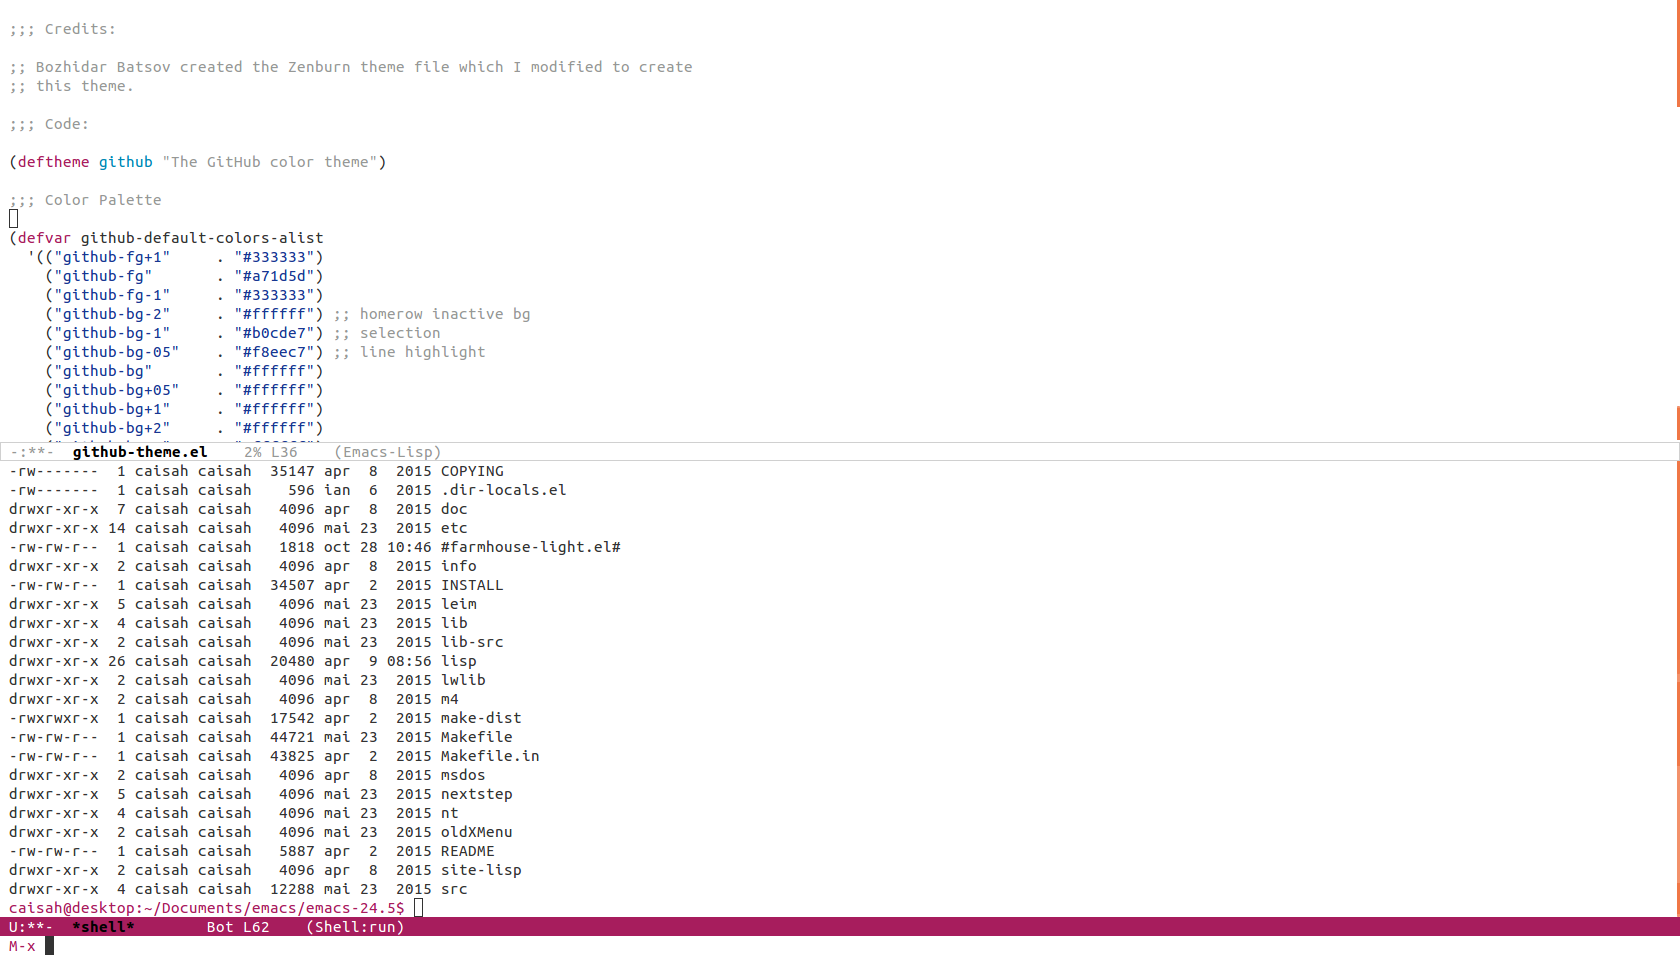 ;;; Credits:
;; Bozhidar Batsov created the Zenburn theme file which I modified to create
;; this theme.
;;; Code:
(deftheme github "The GitHub color theme")
;;; Color Palette
(defvar github-default-colors-alist
  '(("github-fg+1"     . "#333333")
    ("github-fg"       . "#a71d5d")
    ("github-fg-1"     . "#333333")
    ("github-bg-2"     . "#ffffff") ;; homerow inactive bg
    ("github-bg-1"     . "#b0cde7") ;; selection
    ("github-bg-05"    . "#f8eec7") ;; line highlight
    ("github-bg"       . "#ffffff")
    ("github-bg+05"    . "#ffffff")
    ("github-bg+1"     . "#ffffff")
    ("github-bg+2"     . "#ffffff")
-:**-  github-theme.el    2% L36    (Emacs-Lisp)
-rw-------  1 caisah caisah  35147 apr  8  2015 COPYING
-rw-------  1 caisah caisah    596 ian  6  2015 .dir-locals.el
drwxr-xr-x  7 caisah caisah   4096 apr  8  2015 doc
drwxr-xr-x 14 caisah caisah   4096 mai 23  2015 etc
-rw-rw-r--  1 caisah caisah   1818 oct 28 10:46 #farmhouse-light.el#
drwxr-xr-x  2 caisah caisah   4096 apr  8  2015 info
-rw-rw-r--  1 caisah caisah  34507 apr  2  2015 INSTALL
drwxr-xr-x  5 caisah caisah   4096 mai 23  2015 leim
drwxr-xr-x  4 caisah caisah   4096 mai 23  2015 lib
drwxr-xr-x  2 caisah caisah   4096 mai 23  2015 lib-src
drwxr-xr-x 26 caisah caisah  20480 apr  9 08:56 lisp
drwxr-xr-x  2 caisah caisah   4096 mai 23  2015 lwlib
drwxr-xr-x  2 caisah caisah   4096 apr  8  2015 m4
-rwxrwxr-x  1 caisah caisah  17542 apr  2  2015 make-dist
-rw-rw-r--  1 caisah caisah  44721 mai 23  2015 Makefile
-rw-rw-r--  1 caisah caisah  43825 apr  2  2015 Makefile.in
drwxr-xr-x  2 caisah caisah   4096 apr  8  2015 msdos
drwxr-xr-x  5 caisah caisah   4096 mai 23  2015 nextstep
drwxr-xr-x  4 caisah caisah   4096 mai 23  2015 nt
drwxr-xr-x  2 caisah caisah   4096 mai 23  2015 oldXMenu
-rw-rw-r--  1 caisah caisah   5887 apr  2  2015 README
drwxr-xr-x  2 caisah caisah   4096 apr  8  2015 site-lisp
drwxr-xr-x  4 caisah caisah  12288 mai 23  2015 src
caisah@desktop:~/Documents/emacs/emacs-24.5$
U:**-  *shell*        Bot L62    (Shell:run)
M-x